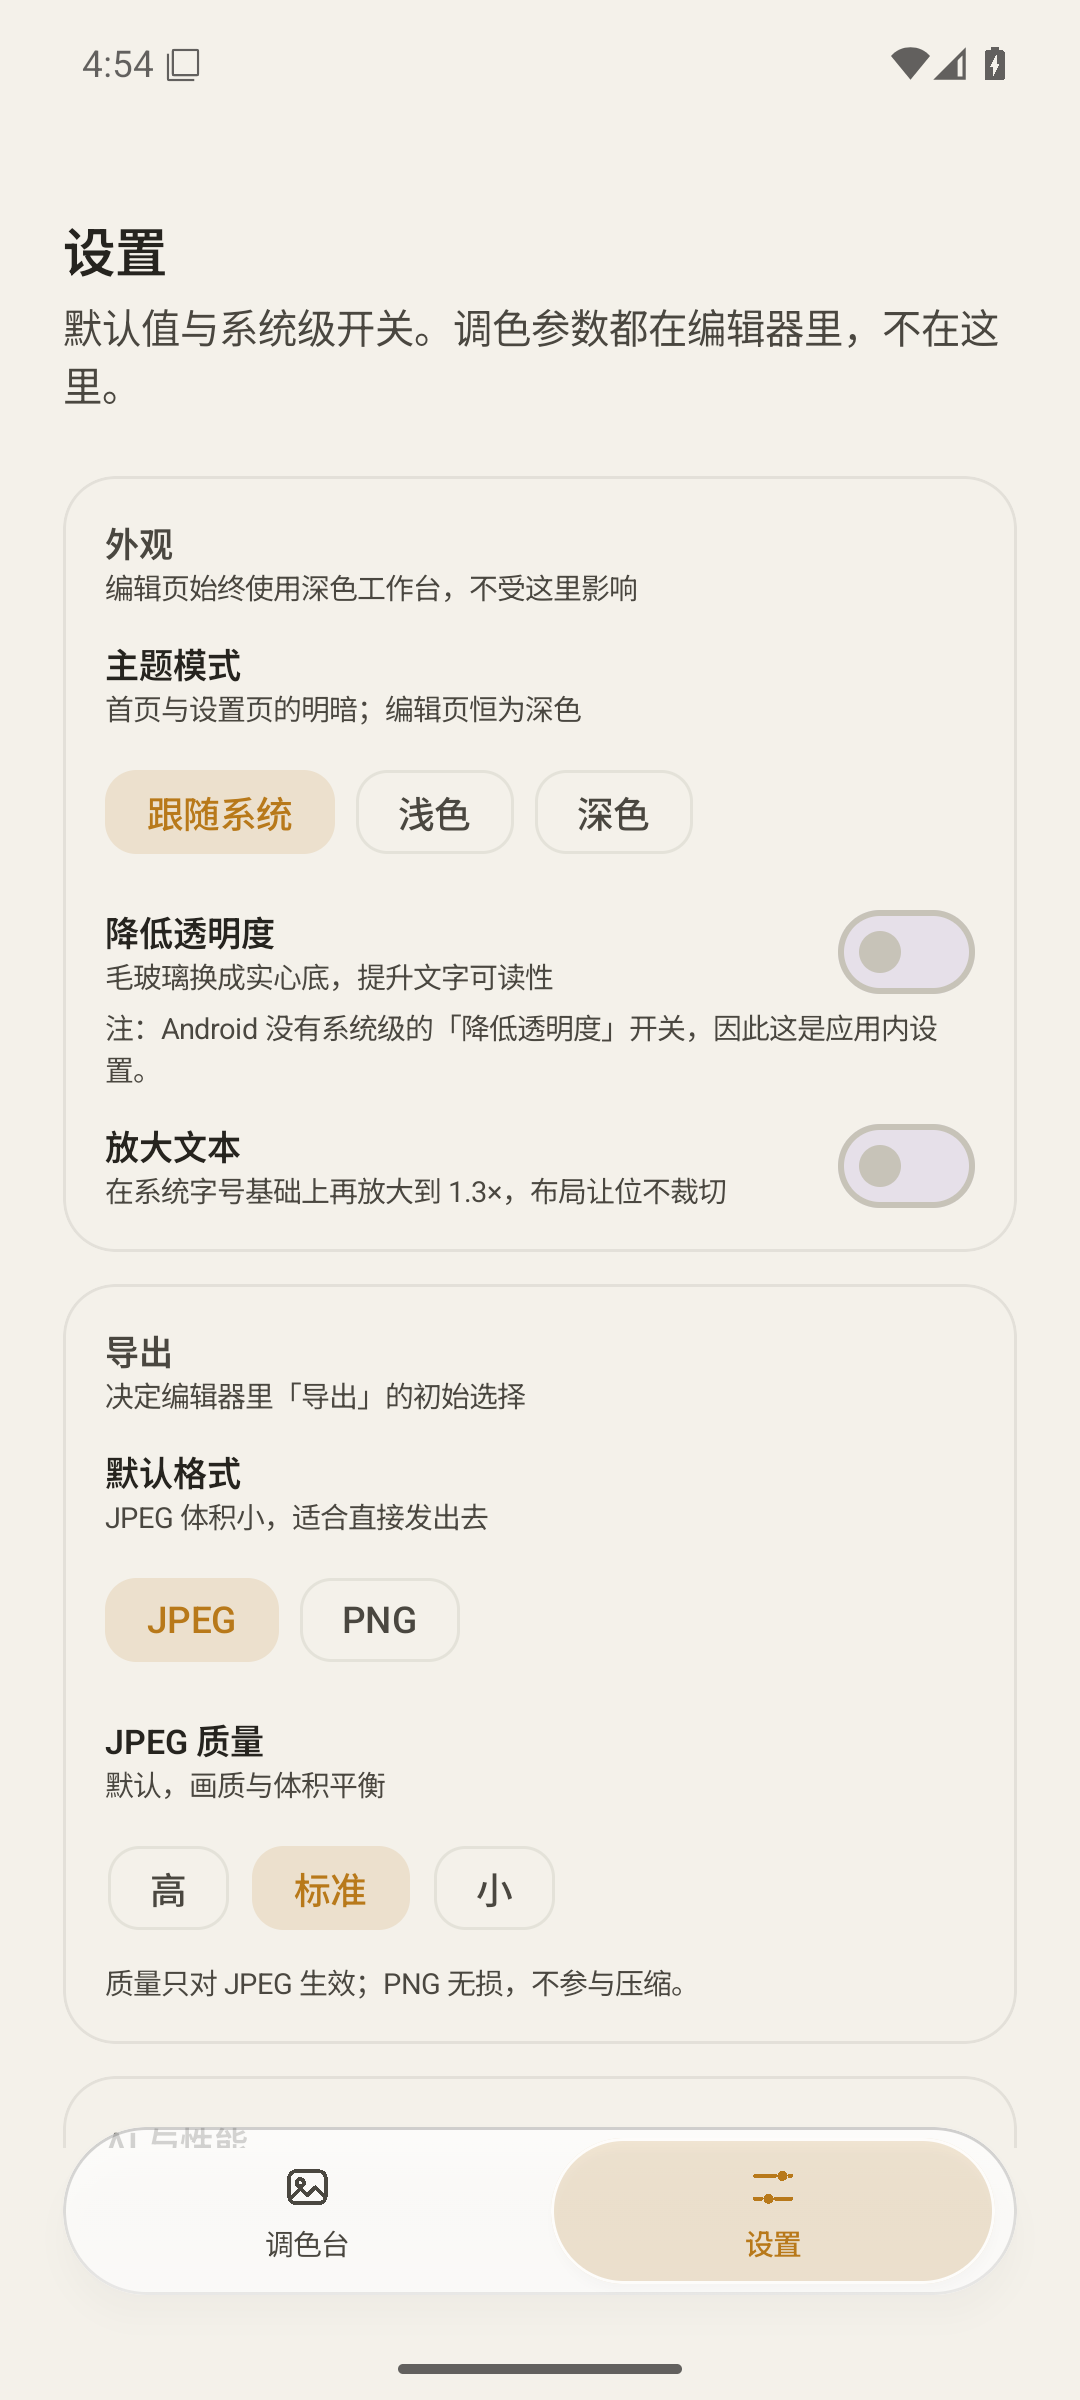 4:54
设置
默认值与系统级开关。调色参数都在编辑器里，不在这
里。
外观
编辑页始终使用深色工作台，不受这里影响
主题模式
首页与设置页的明暗；编辑页恒为深色
跟随系统
浅色
深色
降低透明度
毛玻璃换成实心底，提升文字可读性
注：Android 没有系统级的「降低透明度」开关，因此这是应用内设
置。
放大文本
在系统字号基础上再放大到 1.3×，布局让位不裁切
导出
决定编辑器里「导出」的初始选择
默认格式
JPEG 体积小，适合直接发出去
JPEG
PNG
JPEG 质量
默认，画质与体积平衡
高
标准
小
质量只对 JPEG 生效；PNG 无损，不参与压缩。
AI 与性能
调色台
设置